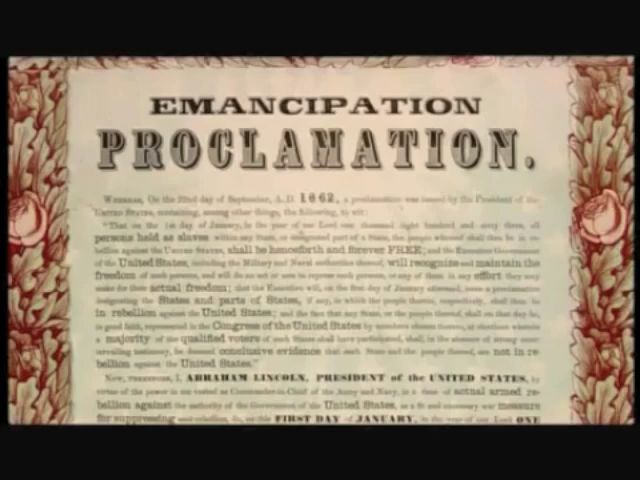 EMANCIPATION
PROCLAMATION.
WHEREAS, On the 22nd day of September, A. D. 1862, a proclamation was issued by the President of the
UNITED STATES, containing, among other things, the following, to wit:
"That on the 1st day of January, in the year of our Lord one thousand eight hundred and sixty three, all
persons held as slaves within any State, or designated part of a State, the people whereof shall then be in re-
bellion against the UNITED STATES, shall be henceforth and forever FREE; and the Executive Government
of the United States, including the Military and Naval authorities thereof, will recognize and maintain the
freedom of such persons, and will do no act or acts to repress such persons, or any of them, in any effort they may
make for their actual freedom; that the Executive will, on the first day of January aforesaid, issue a proclamation
designating the States and parts of States, if any, in which the people thereof, respectively, shall then be
in rebellion against the United States; and the fact that any State, or the people thereof, shall on that day be,
in good faith, represented in the Congress of the United States by members chosen thereto, at elections wherein
a majority of the qualified voters of such State shall have participated, shall, in the absence of strong coun-
tervailing testimony, be deemed conclusive evidence that such State and the people thereof, are not in re-
bellion against the United States."
Now, THEREFORE, I, ABRAHAM LINCOLN, PRESIDENT of the UNITED STATES, by
virtue of the power in me vested as Commander-in-Chief of the Army and Navy, in a time of actual armed re-
bellion against the authority of the Government of the United States, as a fit and necessary war measure
for suppressing said rebellion, do, on this FIRST DAY of JANUARY, in the year of our Lord ONE